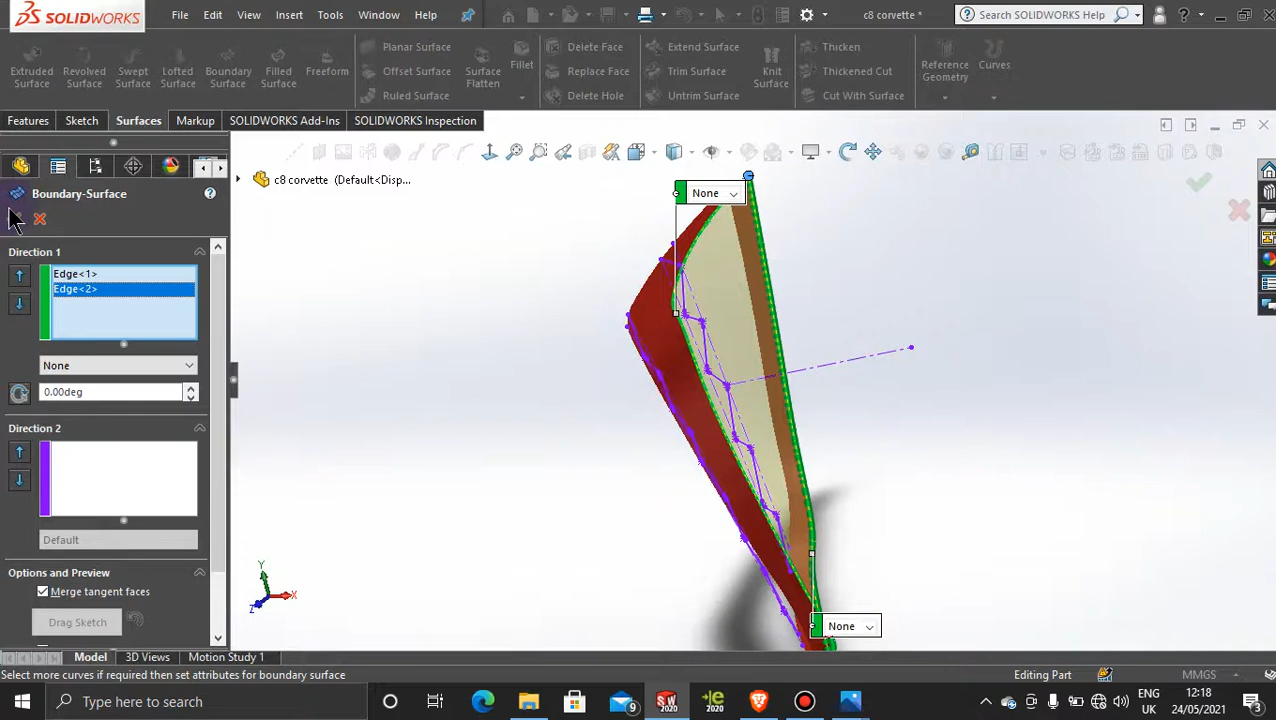 SOLIDWORKS File Edit View Insert Tools Window Help c8 corvette * Search SOLIDWORKS Help ?
Extruded Surface Revolved Surface Swept Surface Lofted Surface Boundary Surface Filled Surface Freeform
Planar Surface
Offset Surface
Ruled Surface
Surface Flatten
Fillet
Delete Face
Replace Face
Delete Hole
Extend Surface
Trim Surface
Untrim Surface
Knit Surface
Thicken
Thickened Cut
Cut With Surface
Reference Geometry
Curves
Features Sketch Surfaces Markup SOLIDWORKS Add-Ins SOLIDWORKS Inspection
c8 corvette (Default<Disp...
Boundary-Surface
Direction 1
Edge<1>
Edge<2>
None
0.00deg
Direction 2
Default
Options and Preview
Merge tangent faces
Drag Sketch
None
None
Y
X
Z
Model 3D Views Motion Study 1
Select more curves if required then set attributes for boundary surface Editing Part MMGS
Type here to search
9
SW 2020
e 2020
ENG
UK
12:18
24/05/2021
3